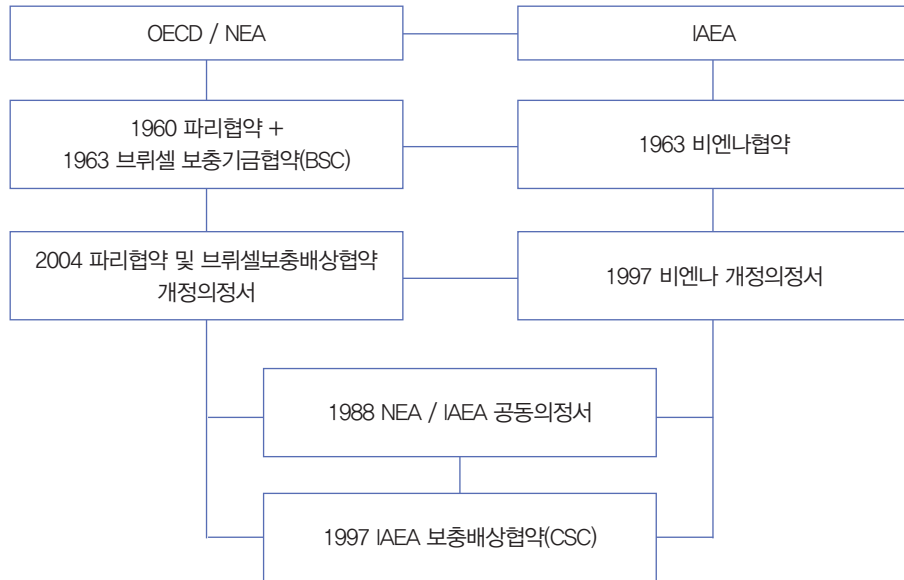 OECD / NEA
IAEA
1960 파리협약 +
1963 브뤼셀 보충기금협약(BSC)
1963 비엔나협약
2004 파리협약 및 브뤼셀보충배상협약
개정의정서
1997 비엔나 개정의정서
1988 NEA / IAEA 공동의정서
1997 IAEA 보충배상협약(CSC)